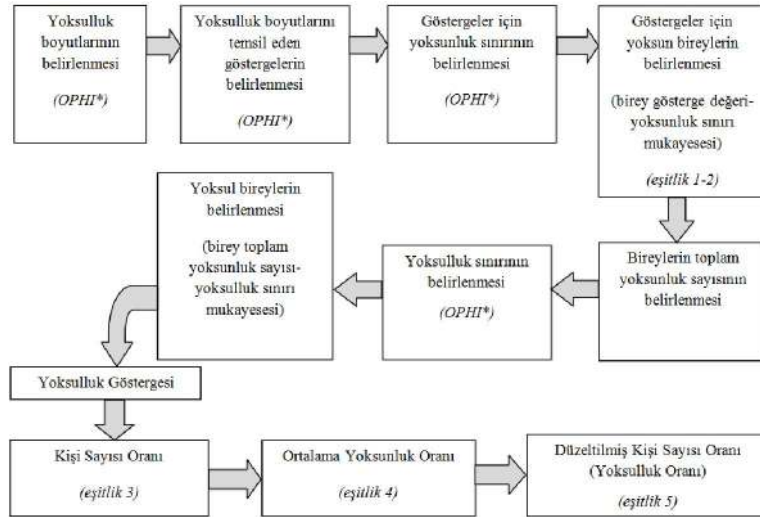 Yoksulluk
boyutlarının
belirlenmesi
(OPHI*)
Yoksulluk boyutlarını
temsil eden
göstergelerin
belirlenmesi
(OPHI*)
Göstergeler için
yoksunluk sınırının
belirlenmesi
(OPHI*)
Göstergeler için
yoksun bireylerin
belirlenmesi
(birey gösterge değeri-
yoksunluk sınırı
mukayesesi)
(eşitlik 1-2)
Bireylerin toplam
yoksunluk sayısının
belirlenmesi
Yoksulluk sınırının
belirlenmesi
(OPHI*)
Yoksul bireylerin
belirlenmesi
(birey toplam
yoksunluk sayısı-
yoksulluk sınırı
mukayesesi)
Yoksulluk Göstergesi
Kişi Sayısı Oranı
(eşitlik 3)
Ortalama Yoksunluk Oranı
(eşitlik 4)
Düzeltilmiş Kişi Sayısı Oranı
(Yoksulluk Oranı)
(eşitlik 5)